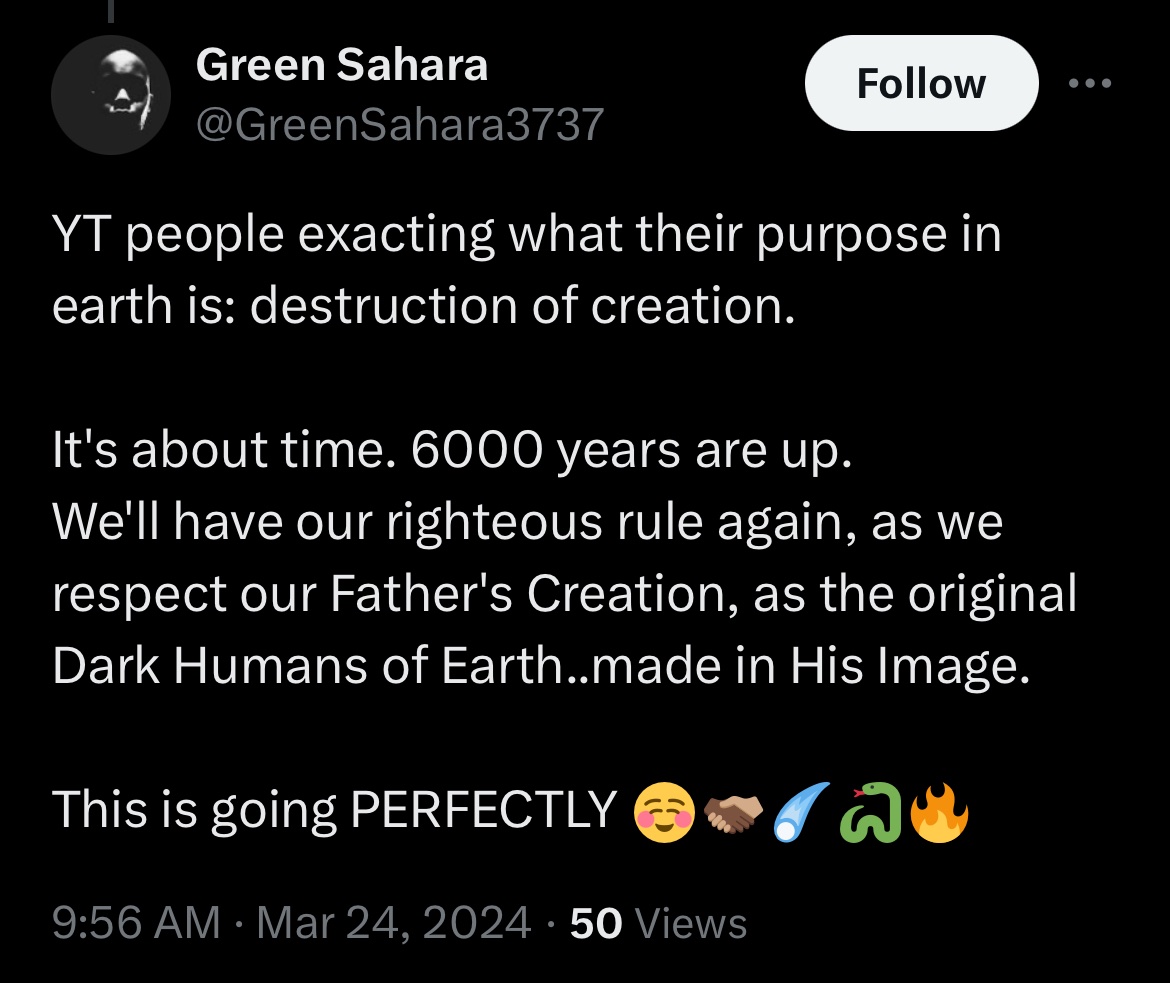 Green Sahara
Follow
@GreenSahara3737
YT people exacting what their purpose in
earth is: destruction of creation.
It's about time. 6000 years are up.
We'll have our righteous rule again, as we
respect our Father's Creation, as the original
Dark Humans of Earth..made in His Image.
This is going PERFECTLY ☺️🤝🏽☄️🐍🔥
9:56 AM · Mar 24, 2024 · 50 Views